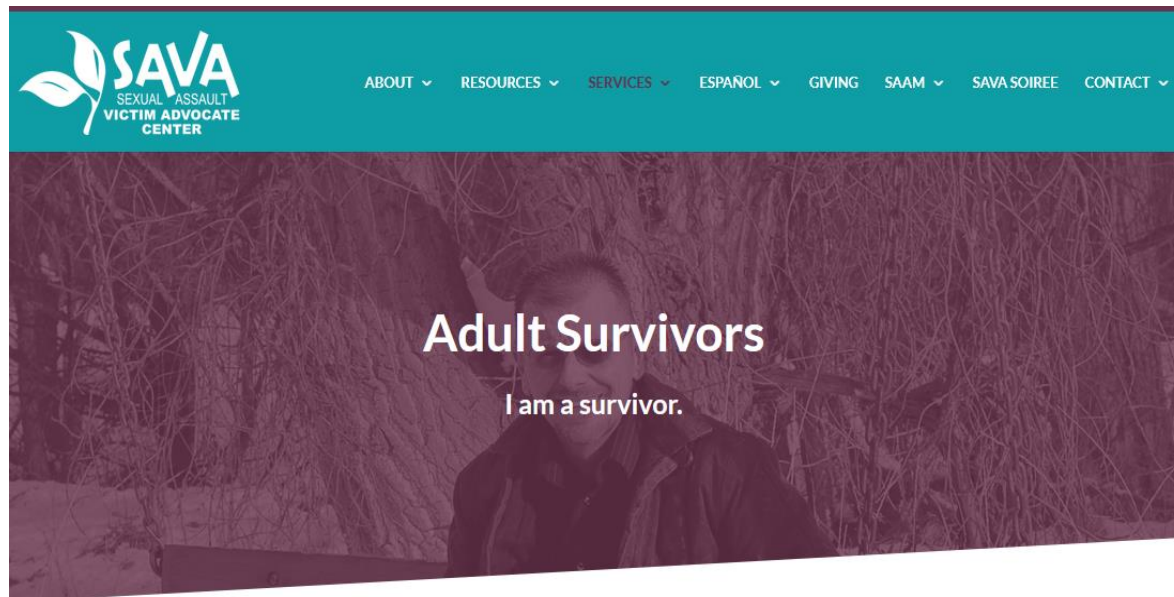 SAVA
SEXUAL ASSAULT
VICTIM ADVOCATE
CENTER
ABOUT RESOURCES SERVICES ESPAÑOL GIVING SAAM SAVA SOIREE CONTACT
Adult Survivors
I am a survivor.